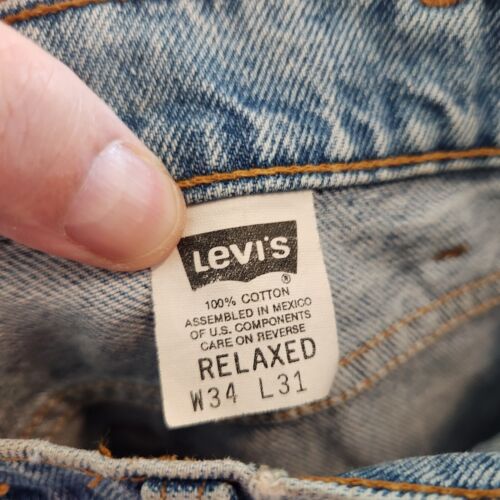 Levi's
®
100% COTTON
ASSEMBLED IN MEXICO
OF U.S. COMPONENTS
CARE ON REVERSE
RELAXED
W34 L31